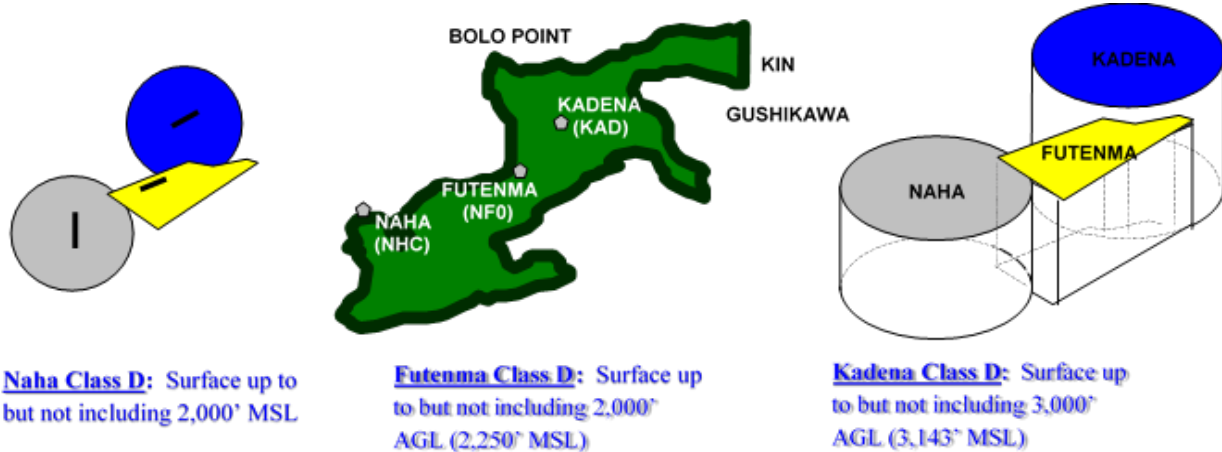 BOLO POINT
KIN
GUSHIKAWA
KADENA
(KAD)
FUTENMA
(NF0)
NAHA
(NHC)
KADENA
FUTENMA
NAHA
Naha Class D: Surface up to
but not including 2,000’ MSL
Futenma Class D: Surface up
to but not including 2,000’
AGL (2,250’ MSL)
Kadena Class D: Surface up
to but not including 3,000’
AGL (3,143’ MSL)